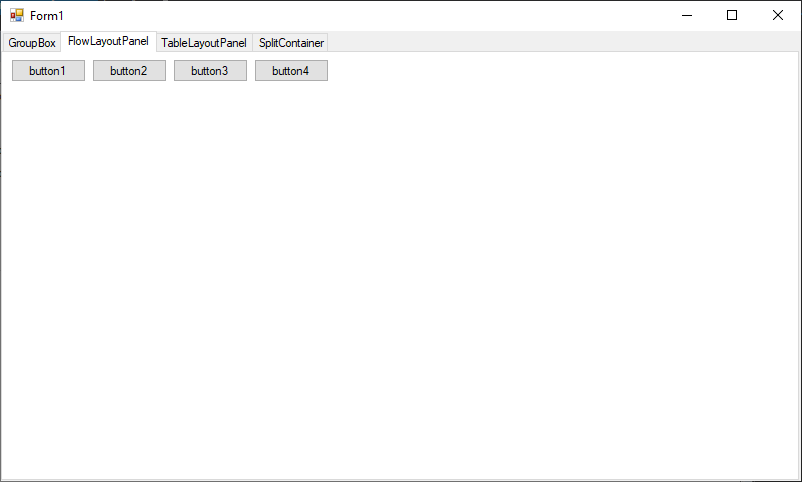 Form1
GroupBox FlowLayoutPanel TableLayoutPanel SplitContainer
button1 button2 button3 button4